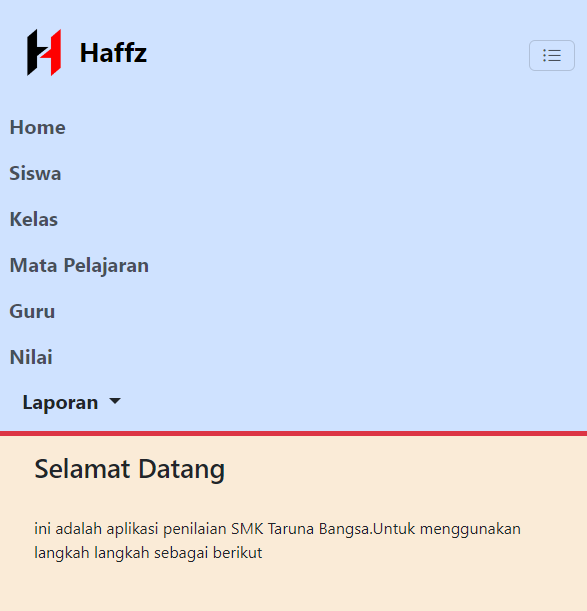 Haffz
Home
Siswa
Kelas
Mata Pelajaran
Guru
Nilai
Laporan
Selamat Datang
ini adalah aplikasi penilaian SMK Taruna Bangsa.Untuk menggunakan
langkah langkah sebagai berikut